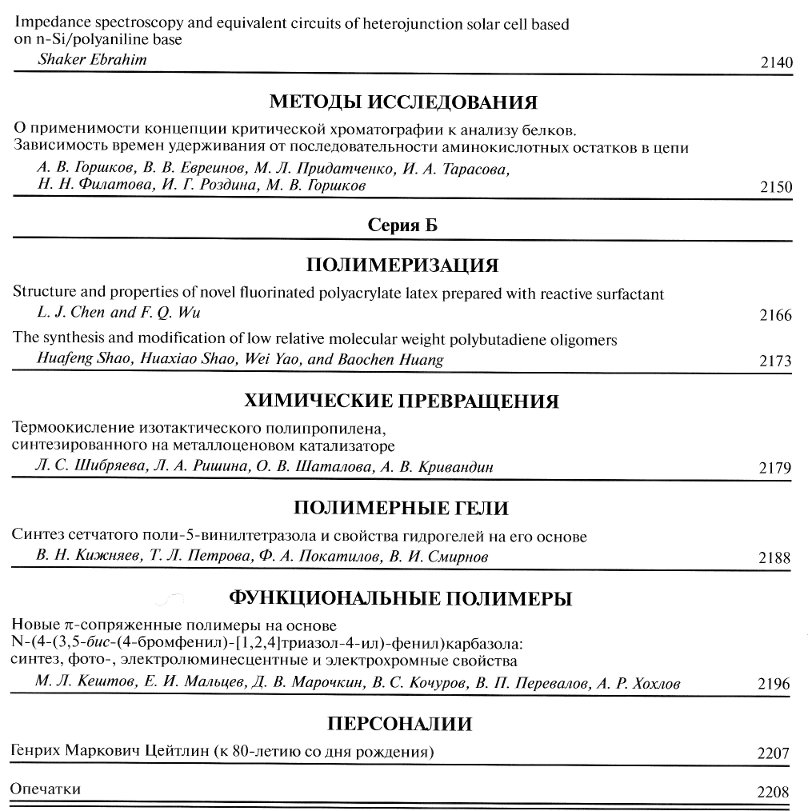 Impedance spectroscopy and equivalent circuits of heterojunction solar cell based
on n-Si/polyaniline base
Shaker Ebrahim 2140
МЕТОДЫ ИССЛЕДОВАНИЯ
О применимости концепции критической хроматографии к анализу белков.
Зависимость времен удерживания от последовательности аминокислотных остатков в цепи
А. В. Горшков, В. В. Евреинов, М. Л. Придатченко, И. А. Тарасова,
Н. Н. Филатова, И. Г. Роздина, М. В. Горшков 2150
Серия Б
ПОЛИМЕРИЗАЦИЯ
Structure and properties of novel fluorinated polyacrylate latex prepared with reactive surfactant
L. J. Chen and F. Q. Wu 2166
The synthesis and modification of low relative molecular weight polybutadiene oligomers
Huafeng Shao, Huaxiao Shao, Wei Yao, and Baochen Huang 2173
ХИМИЧЕСКИЕ ПРЕВРАЩЕНИЯ
Термоокисление изотактического полипропилена,
синтезированного на металлоценовом катализаторе
Л. С. Шибряева, Л. А. Ришина, О. В. Шаталова, А. В. Кривандин 2179
ПОЛИМЕРНЫЕ ГЕЛИ
Синтез сетчатого поли-5-винилтетразола и свойства гидрогелей на его основе
В. Н. Кижняев, Т. Л. Петрова, Ф. А. Покатилов, В. И. Смирнов 2188
ФУНКЦИОНАЛЬНЫЕ ПОЛИМЕРЫ
Новые π-сопряженные полимеры на основе
N-(4-(3,5-бис-(4-бромфенил)-[1,2,4]триазол-4-ил)-фенил)карбазола:
синтез, фото-, электролюминесцентные и электрохромные свойства
М. Л. Кештов, Е. И. Мальцев, Д. В. Марочкин, В. С. Кочуров, В. П. Перевалов, А. Р. Хохлов 2196
ПЕРСОНАЛИИ
Генрих Маркович Цейтлин (к 80-летию со дня рождения) 2207
Опечатки 2208